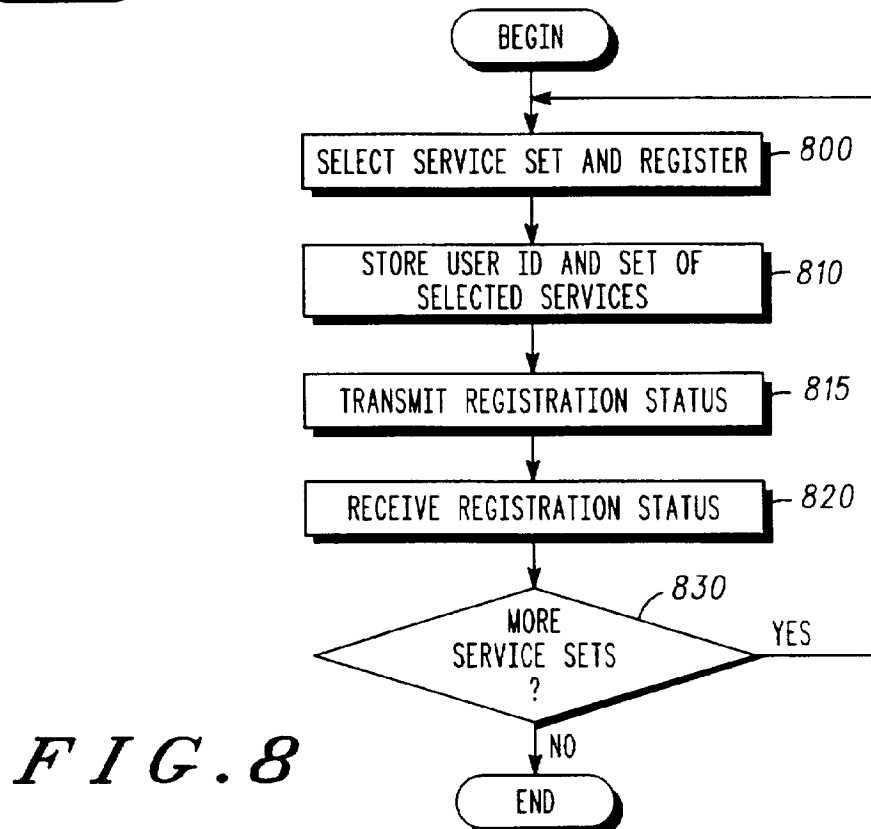 BEGIN
SELECT SERVICE SET AND REGISTER
800
STORE USER ID AND SET OF
SELECTED SERVICES
810
TRANSMIT REGISTRATION STATUS
815
RECEIVE REGISTRATION STATUS
820
830
MORE
SERVICE SETS
?
YES
NO
END
FIG.8